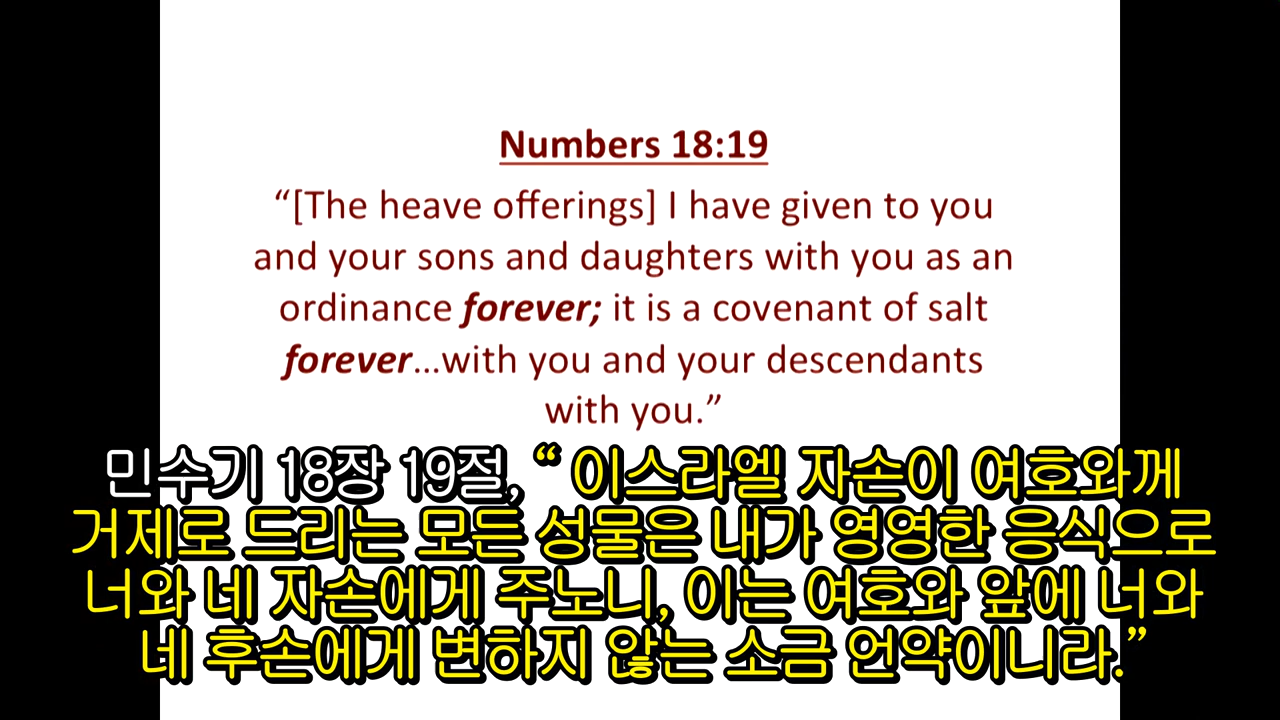 Numbers 18:19
“[The heave offerings] I have given to you
and your sons and daughters with you as an
ordinance forever; it is a covenant of salt
forever...with you and your descendants
with you.”
민수기 18장 19절, “ 이스라엘 자손이 여호와께
거제로 드리는 모든 성물은 내가 영영한 응식으로
너와 네 자손에게 주노니, 이는 여호와 앞에 너와
네 후손에게 변하지 않는 소금 언약이니라.”